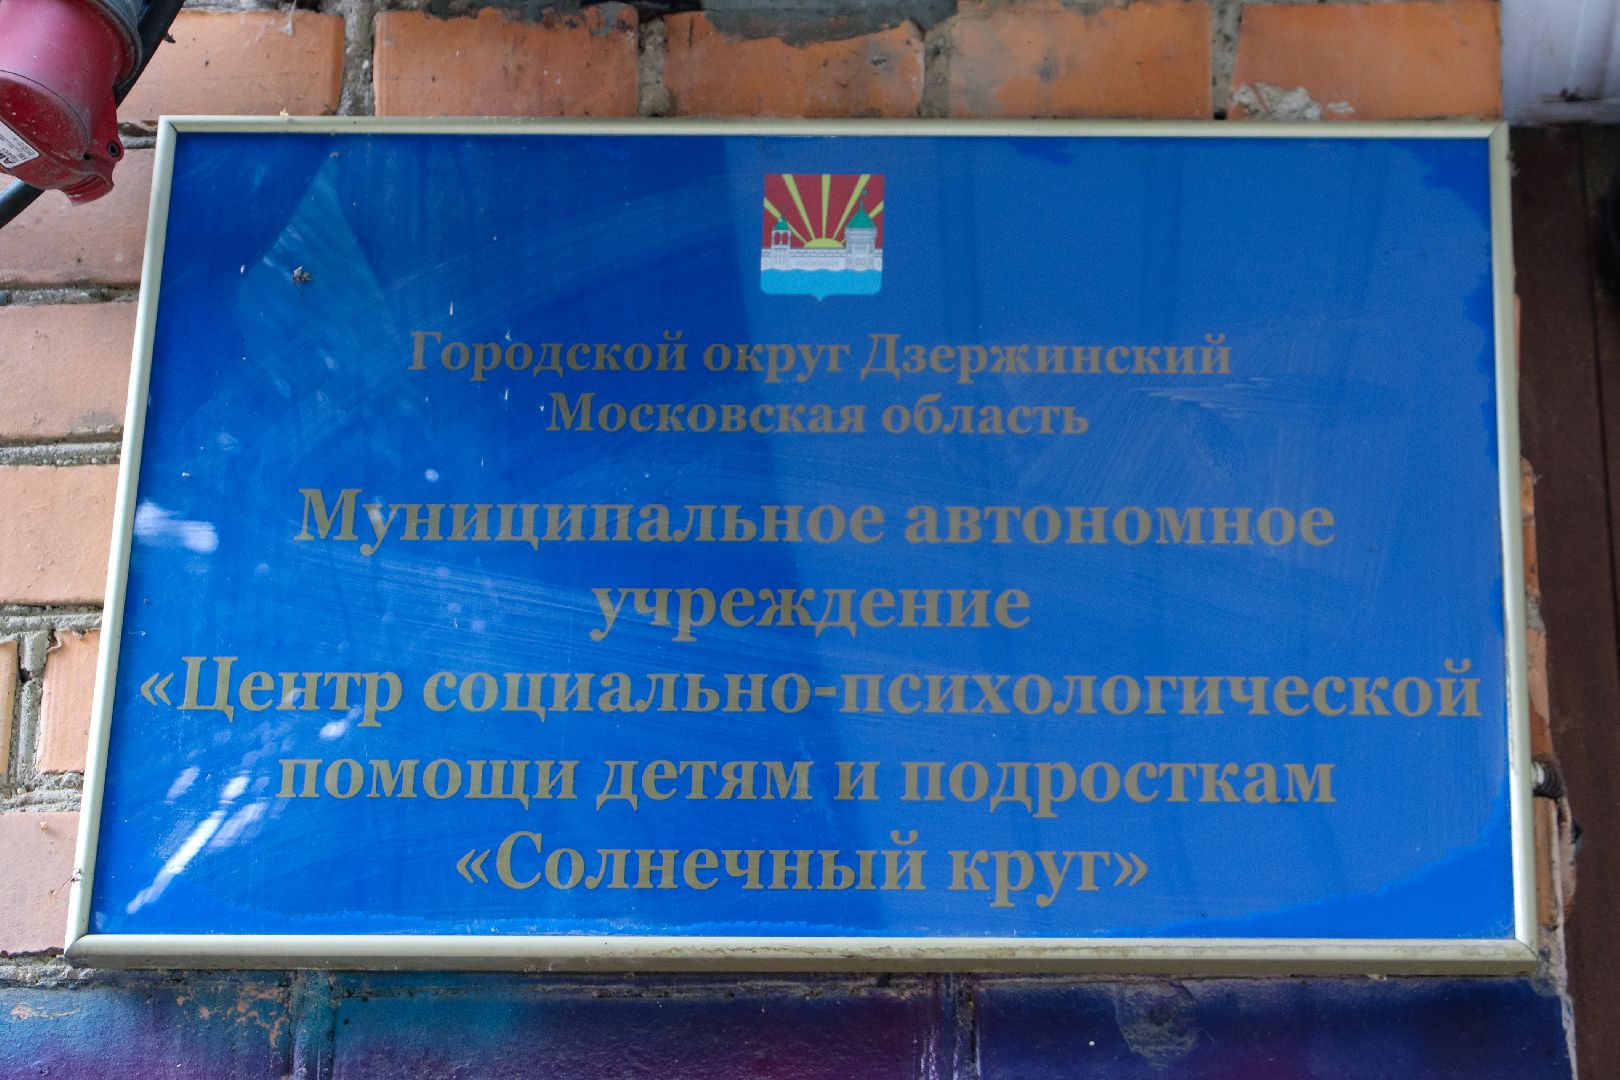 Городской округ Дзержинский
Московская область
Муниципальное автономное
учреждение
«Центр социально-психологической
помощи детям и подросткам
«Солнечный круг»